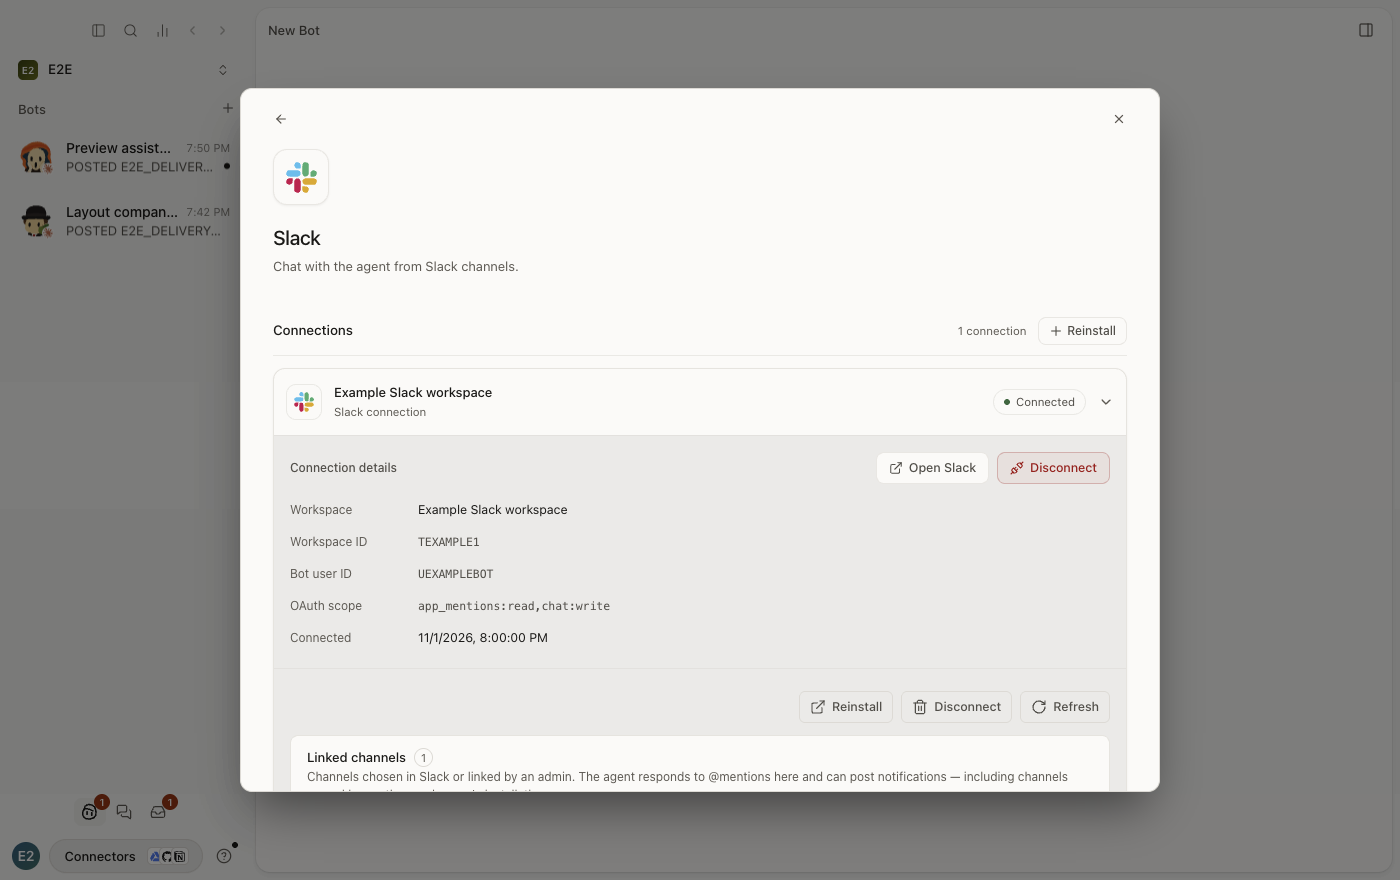 New Bot
E2 E2E
Bots
Preview assist... 7:50 PM
POSTED E2E_DELIVER...
Layout compan... 7:42 PM
POSTED E2E_DELIVERY...
1 1
E2 Connectors
Slack
Chat with the agent from Slack channels.
Connections 1 connection Reinstall
Example Slack workspace
Slack connection
Connected
Connection details Open Slack Disconnect
Workspace Example Slack workspace
Workspace ID TEXAMPLE1
Bot user ID UEXAMPLEBOT
OAuth scope app_mentions:read,chat:write
Connected 11/1/2026, 8:00:00 PM
Reinstall Disconnect Refresh
Linked channels 1
Channels chosen in Slack or linked by an admin. The agent responds to @mentions here and can post notifications — including channels